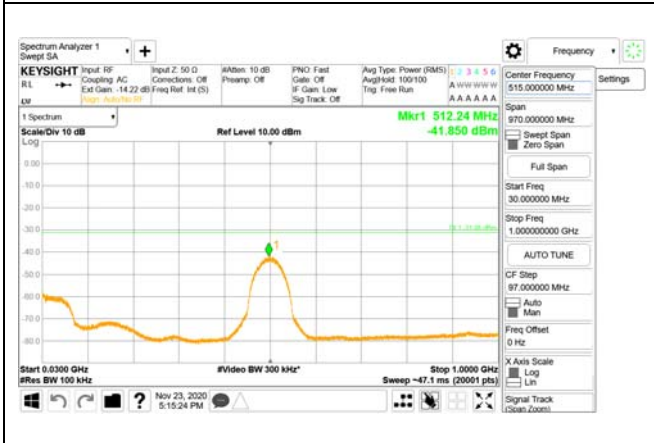 Spectrum Analyzer 1
Swept SA
+
Frequency
KEYSIGHT
Input: RF
Coupling: AC
Ext Gain: -14.22 dB
Align: Auto/No RF
RL
Input Z: 50 Ω
Corrections: Off
Freq Ref: Int (S)
#Atten: 10 dB
Preamp: Off
PNO: Fast
Gate: Off
IF Gain: Low
Sig Track: Off
Avg Type: Power (RMS)
Avg|Hold: 100/100
Trig: Free Run
1 2 3 4 5 6
A W W W W W
A A A A A A
1 Spectrum
Scale/Div 10 dB
Log
Ref Level 10.00 dBm
Mkr1 512.24 MHz
-41.850 dBm
0.00
-10.0
-20.0
-30.0
-40.0
-50.0
-60.0
-70.0
-80.0
1
Start 0.0300 GHz
#Res BW 100 kHz
#Video BW 300 kHz*
Stop 1.0000 GHz
Sweep ~47.1 ms (20001 pts)
?
Nov 23, 2020
5:15:24 PM
Center Frequency
515.000000 MHz
Settings
Span
970.000000 MHz
Swept Span
Zero Span
Full Span
Start Freq
30.000000 MHz
Stop Freq
1.000000000 GHz
AUTO TUNE
CF Step
97.000000 MHz
Auto
Man
Freq Offset
0 Hz
X Axis Scale
Log
Lin
Signal Track
(Span Zoom)